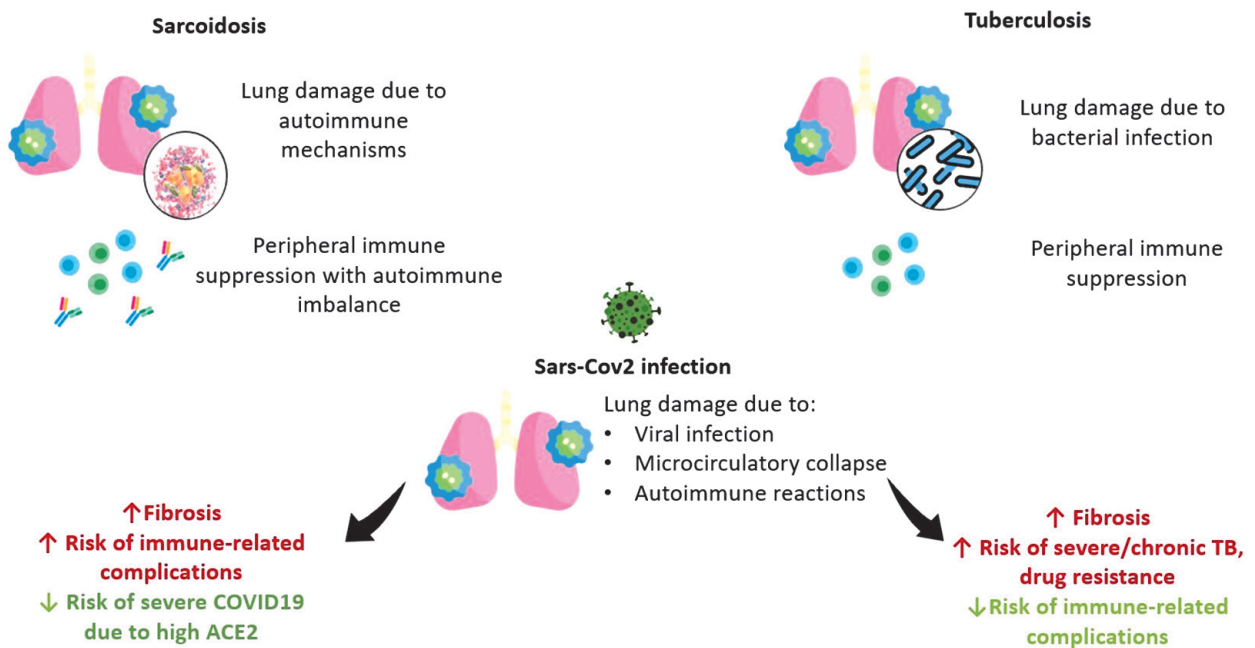 Sarcoidosis
Lung damage due to
autoimmune
mechanisms
Peripheral immune
suppression with autoimmune
imbalance
Tuberculosis
Lung damage due to
bacterial infection
Peripheral immune
suppression
Sars-Cov2 infection
Lung damage due to:
• Viral infection
• Microcirculatory collapse
• Autoimmune reactions
↑Fibrosis
↑ Risk of immune-related
complications
↓ Risk of severe COVID19
due to high ACE2
↑ Fibrosis
↑ Risk of severe/chronic TB,
drug resistance
↓Risk of immune-related
complications